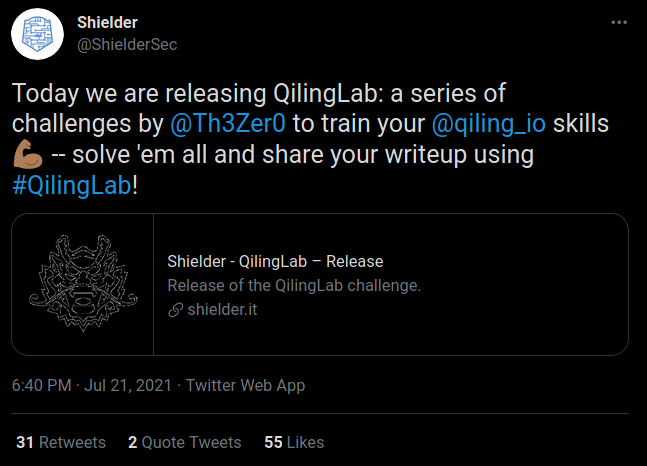 Shielder
@ShielderSec
Today we are releasing QilingLab: a series of
challenges by @Th3Zer0 to train your @qiling_io skills
💪🏽 -- solve 'em all and share your writeup using
#QilingLab!
Shielder - QilingLab – Release
Release of the QilingLab challenge.
shielder.it
6:40 PM · Jul 21, 2021 · Twitter Web App
31 Retweets 2 Quote Tweets 55 Likes